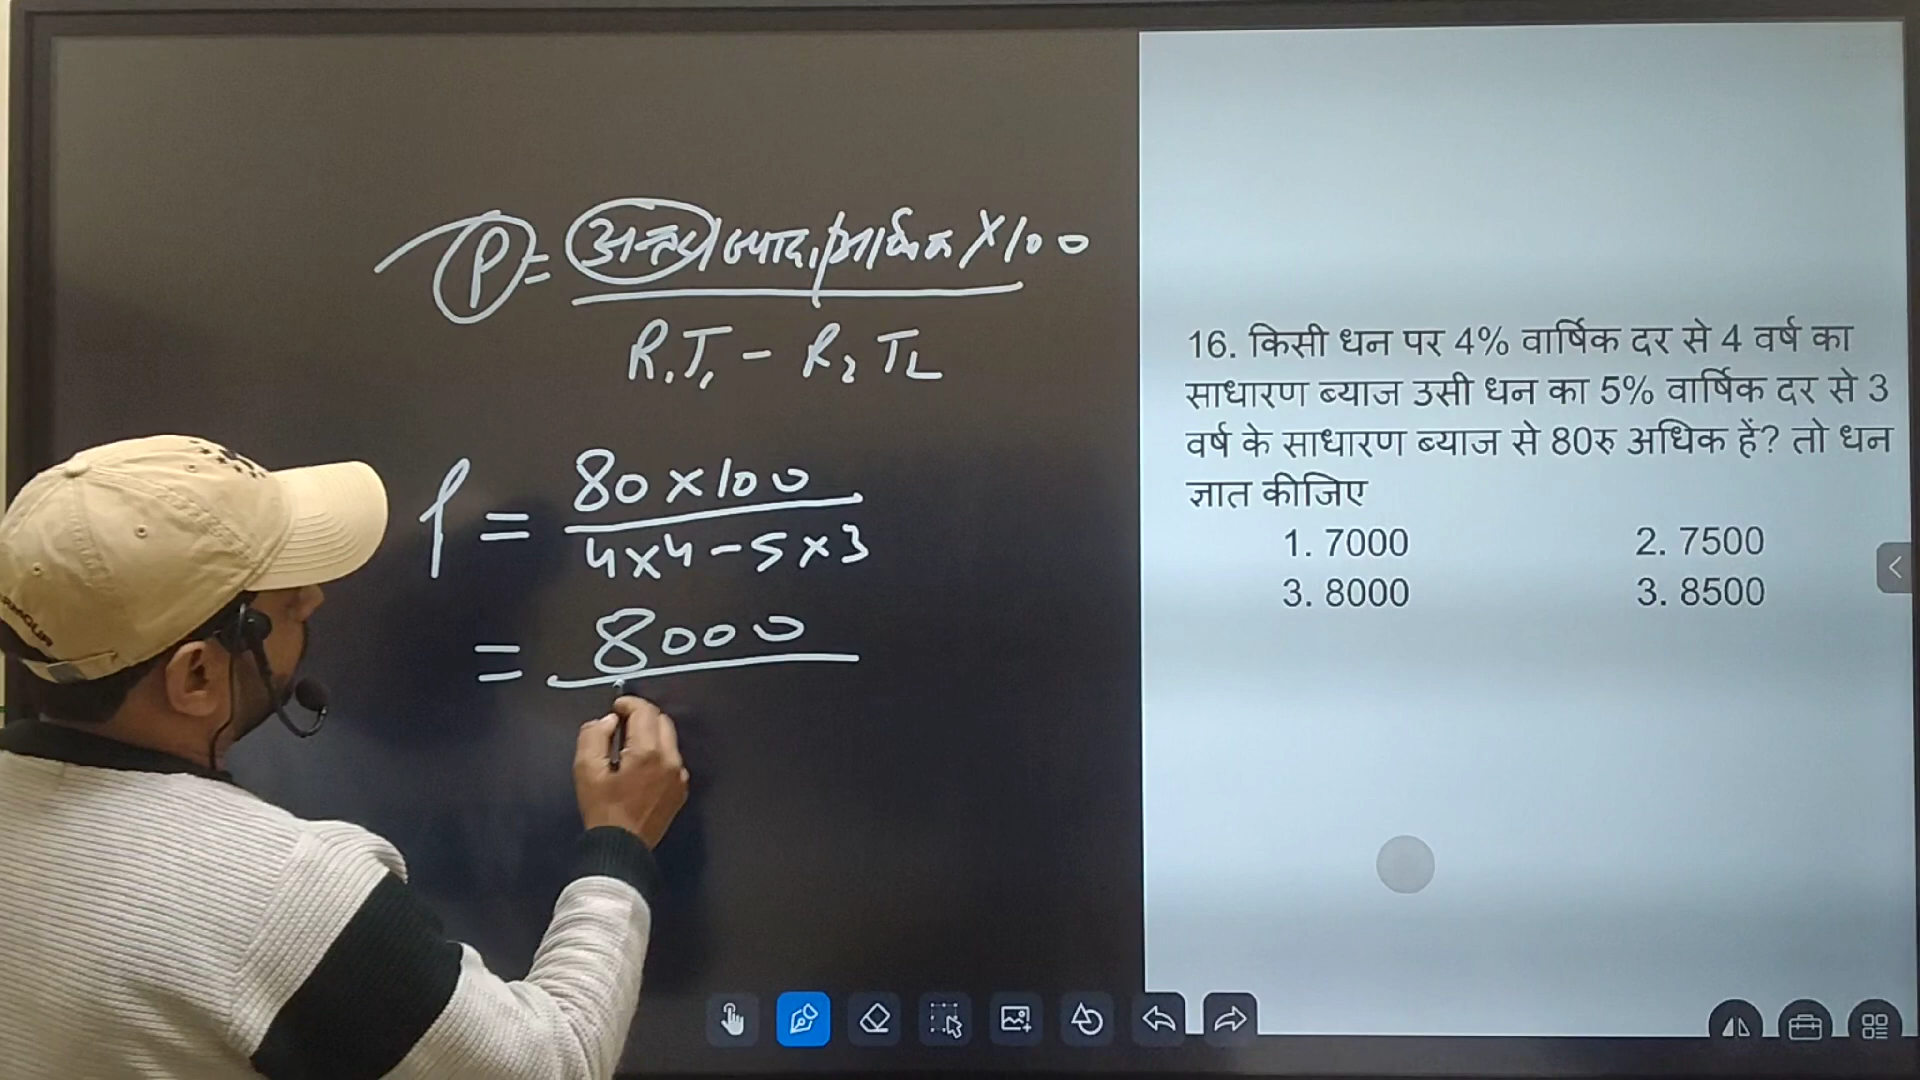 P = अन्तर/ज्यादा/अधिक × 100
R₁T₁ - R₂T₂
P = 80 × 100
4×4 - 5×3
= 8000
16. किसी धन पर 4% वार्षिक दर से 4 वर्ष का
साधारण ब्याज उसी धन का 5% वार्षिक दर से 3
वर्ष के साधारण ब्याज से 80रु अधिक हें? तो धन
ज्ञात कीजिए
1. 7000 2. 7500
3. 8000 3. 8500